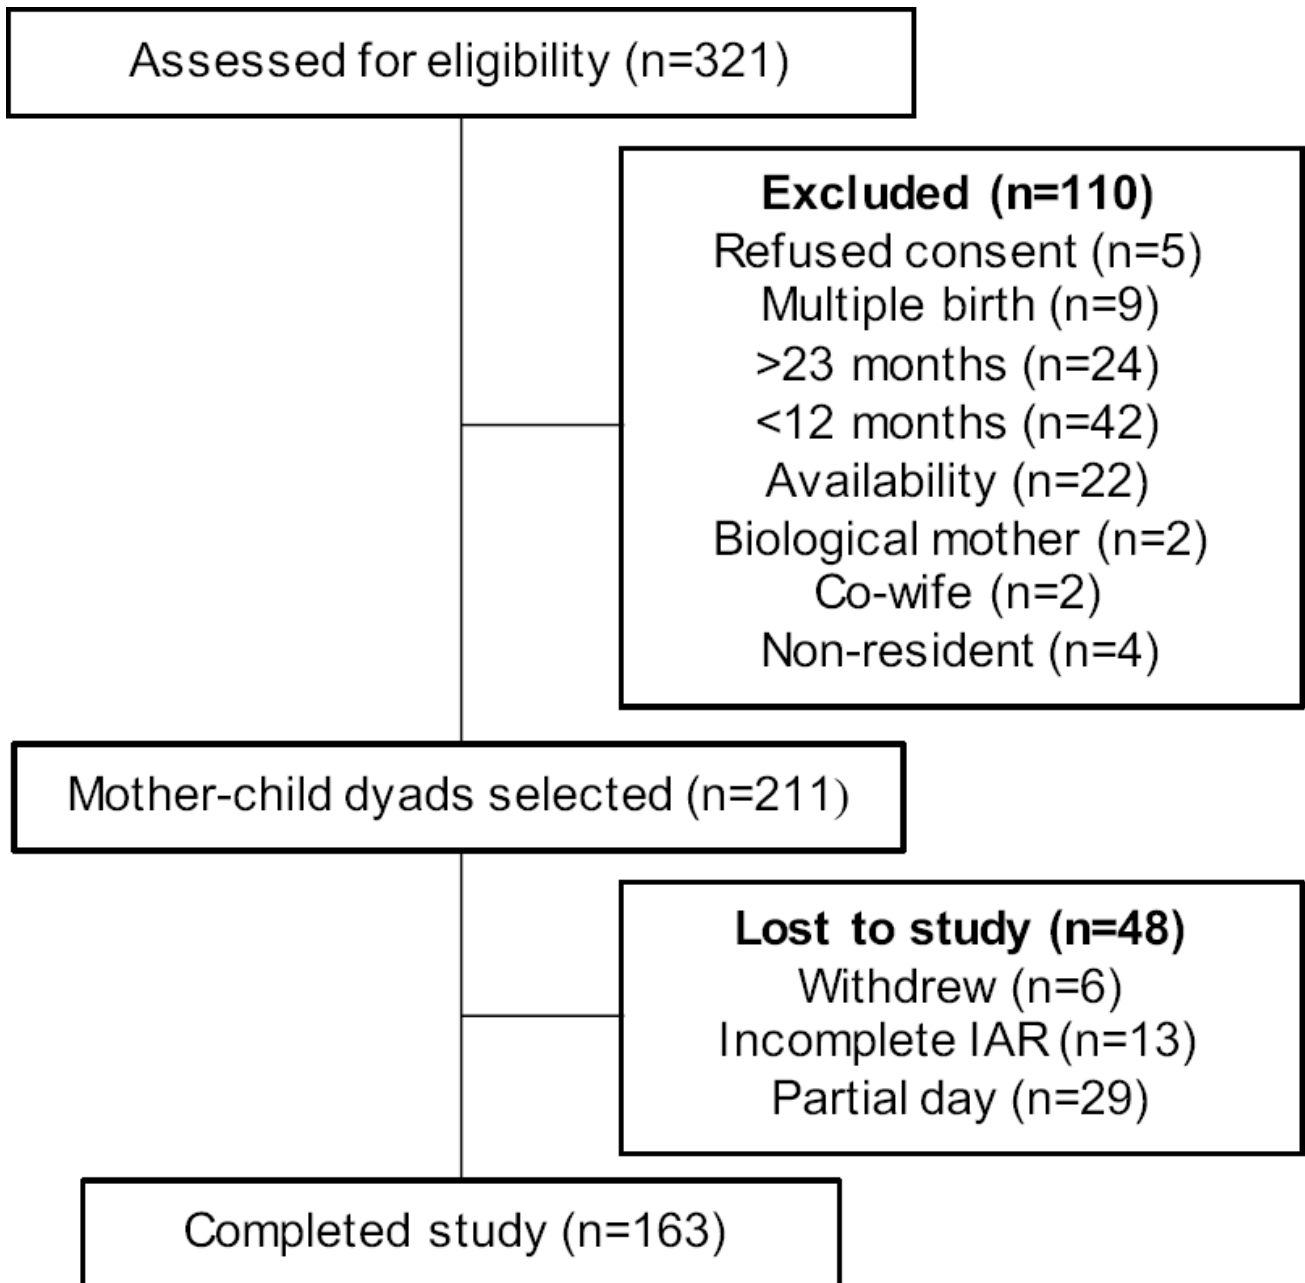 Assessed for eligibility (n=321)
Excluded (n=110)
Refused consent (n=5)
Multiple birth (n=9)
>23 months (n=24)
<12 months (n=42)
Availability (n=22)
Biological mother (n=2)
Co-wife (n=2)
Non-resident (n=4)
Mother-child dyads selected (n=211)
Lost to study (n=48)
Withdrew (n=6)
Incomplete IAR (n=13)
Partial day (n=29)
Completed study (n=163)